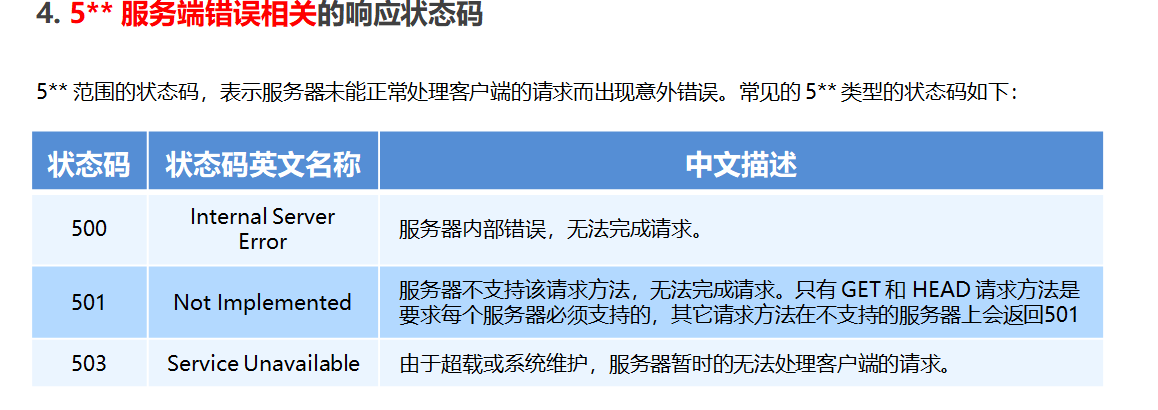 4. 5** 服务端错误相关的响应状态码
5** 范围的状态码，表示服务器未能正常处理客户端的请求而出现意外错误。常见的 5** 类型的状态码如下：
状态码 状态码英文名称 中文描述
500 Internal Server Error 服务器内部错误，无法完成请求。
501 Not Implemented 服务器不支持该请求方法，无法完成请求。只有 GET 和 HEAD 请求方法是
要求每个服务器必须支持的，其它请求方法在不支持的服务器上会返回501
503 Service Unavailable 由于超载或系统维护，服务器暂时的无法处理客户端的请求。